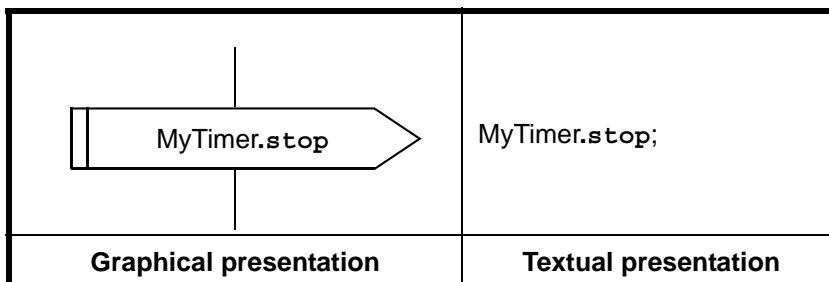 MyTimer.stop
MyTimer.stop;
Graphical presentation
Textual presentation